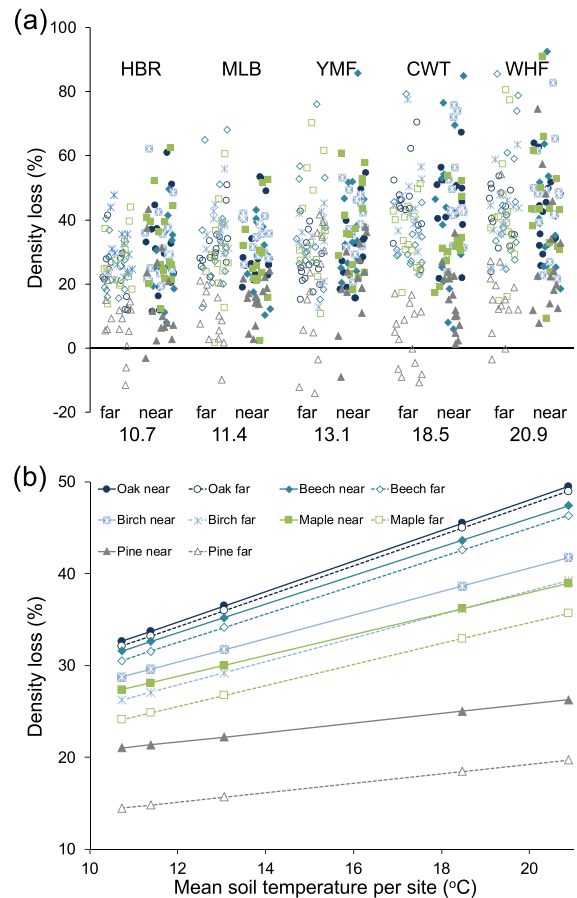 (a)
100
80
60
40
20
0
-20
Density loss (%)
HBR MLB YMF CWT WHF
far near far near far near far near far near
10.7 11.4 13.1 18.5 20.9
(b)
50
40
30
20
10
Density loss (%)
Oak near Oak far Beech near Beech far
Birch near Birch far Maple near Maple far
Pine near Pine far
10 12 14 16 18 20
Mean soil temperature per site (°C)